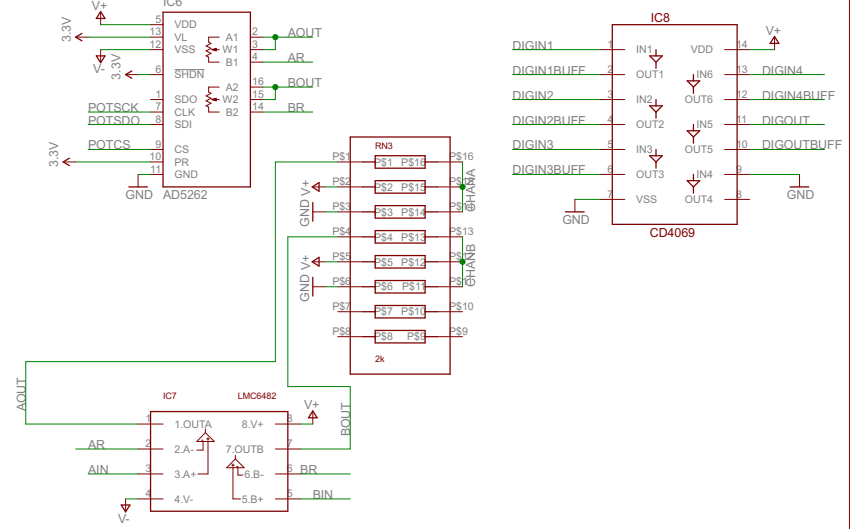 IC6
V+
3.3V
V-
3.3V
5 VDD
13 VL
12 VSS
6 SHDN
1 SDO
POTSCK 7 CLK
POTSDO 8 SDI
POTCS 9 CS
3.3V 10 PR
11 GND
GND
A1 2 AOUT
W1 3
B1 4 AR
A2 16 BOUT
W2 15
B2 14 BR
AD5262
RN3
P$1 P$1 P$16 P$16
P$2 P$2 P$15
P$3 P$3 P$14
P$4 P$4 P$13 P$13
P$5 P$5 P$12
P$6 P$6 P$11
P$7 P$7 P$10 P$10
P$8 P$8 P$9 P$9
GND V+
GND V+
CHANA
CHANB
2k
IC8
DIGIN1 1 IN1
DIGIN1BUFF 2 OUT1
DIGIN2 3 IN2
DIGIN2BUFF 4 OUT2
DIGIN3 5 IN3
DIGIN3BUFF 6 OUT3
7 VSS
GND
V+
VDD 14
IN6 13 DIGIN4
OUT6 12 DIGIN4BUFF
IN5 11 DIGOUT
OUT5 10 DIGOUTBUFF
IN4 9
OUT4 8
GND
CD4069
AOUT
BOUT
IC7 LMC6482
V+
1 1.OUTA 8.V+ 8
AR 2 2.A- 7.OUTB 7
AIN 3 3.A+ 6.B- 6 BR
4 4.V- 5.B+ 5 BIN
V-